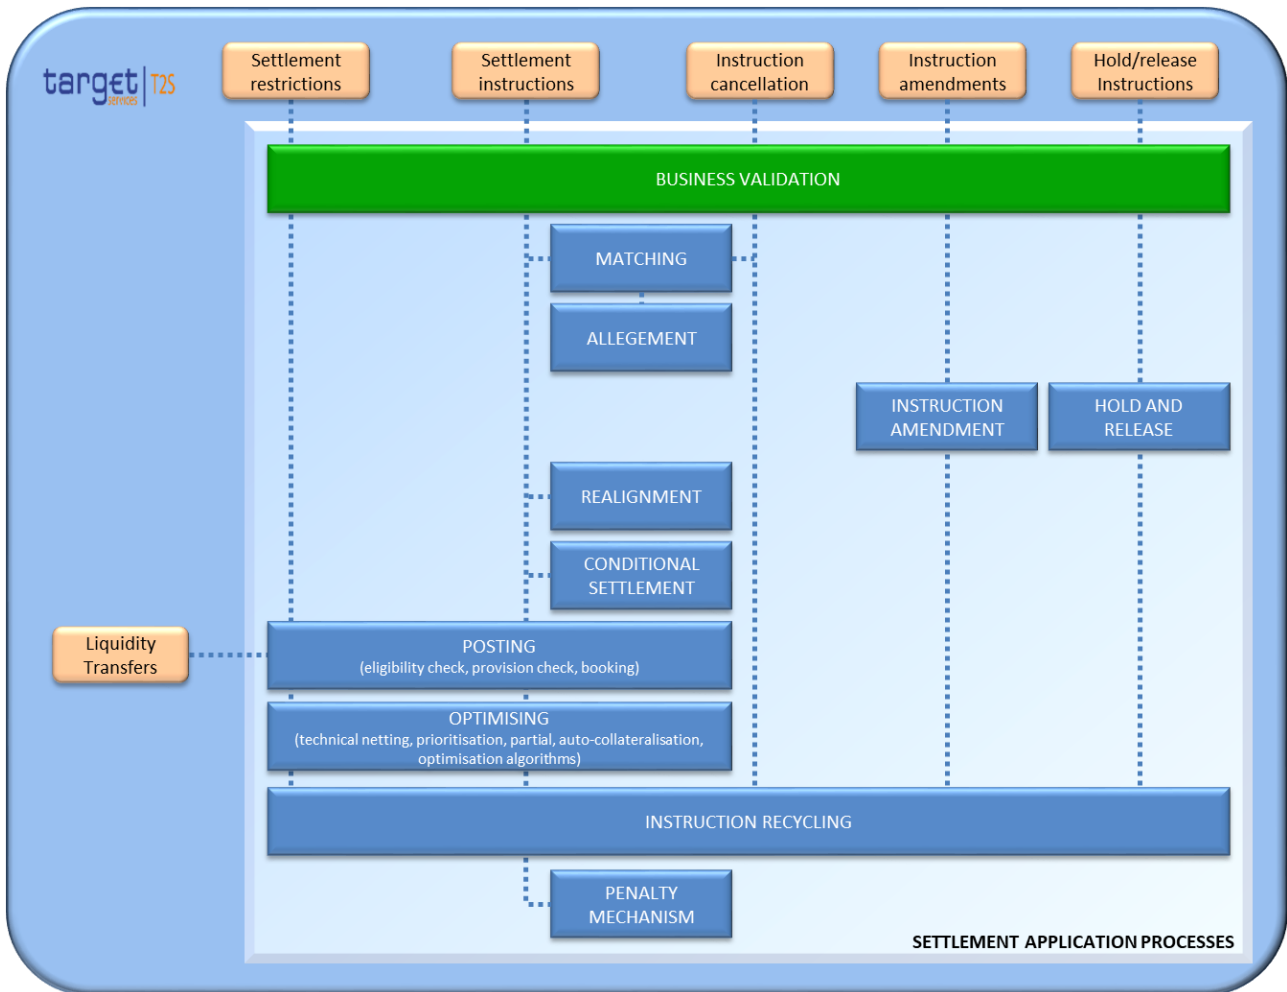 target
services
T2S
Settlement
restrictions
Settlement
instructions
Instruction
cancellation
Instruction
amendments
Hold/release
Instructions
BUSINESS VALIDATION
MATCHING
ALLEGEMENT
INSTRUCTION
AMENDMENT
HOLD AND
RELEASE
REALIGNMENT
CONDITIONAL
SETTLEMENT
Liquidity
Transfers
POSTING
(eligibility check, provision check, booking)
OPTIMISING
(technical netting, prioritisation, partial, auto-collateralisation,
optimisation algorithms)
INSTRUCTION RECYCLING
PENALTY
MECHANISM
SETTLEMENT APPLICATION PROCESSES